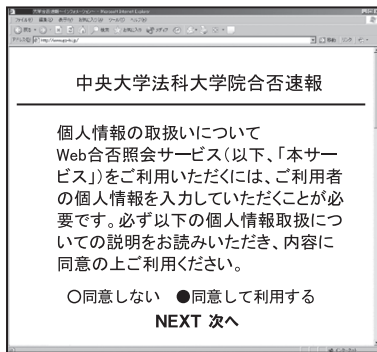 中央大学法科大学院合否速報
個人情報の取扱いについて
Web合否照会サービス(以下、「本サー
ビス」)をご利用いただくには、ご利用者
の個人情報を入力していただくことが必
要です。必ず以下の個人情報取扱につ
いての説明をお読みいただき、内容に
同意の上ご利用ください。
○同意しない ●同意して利用する
NEXT 次へ